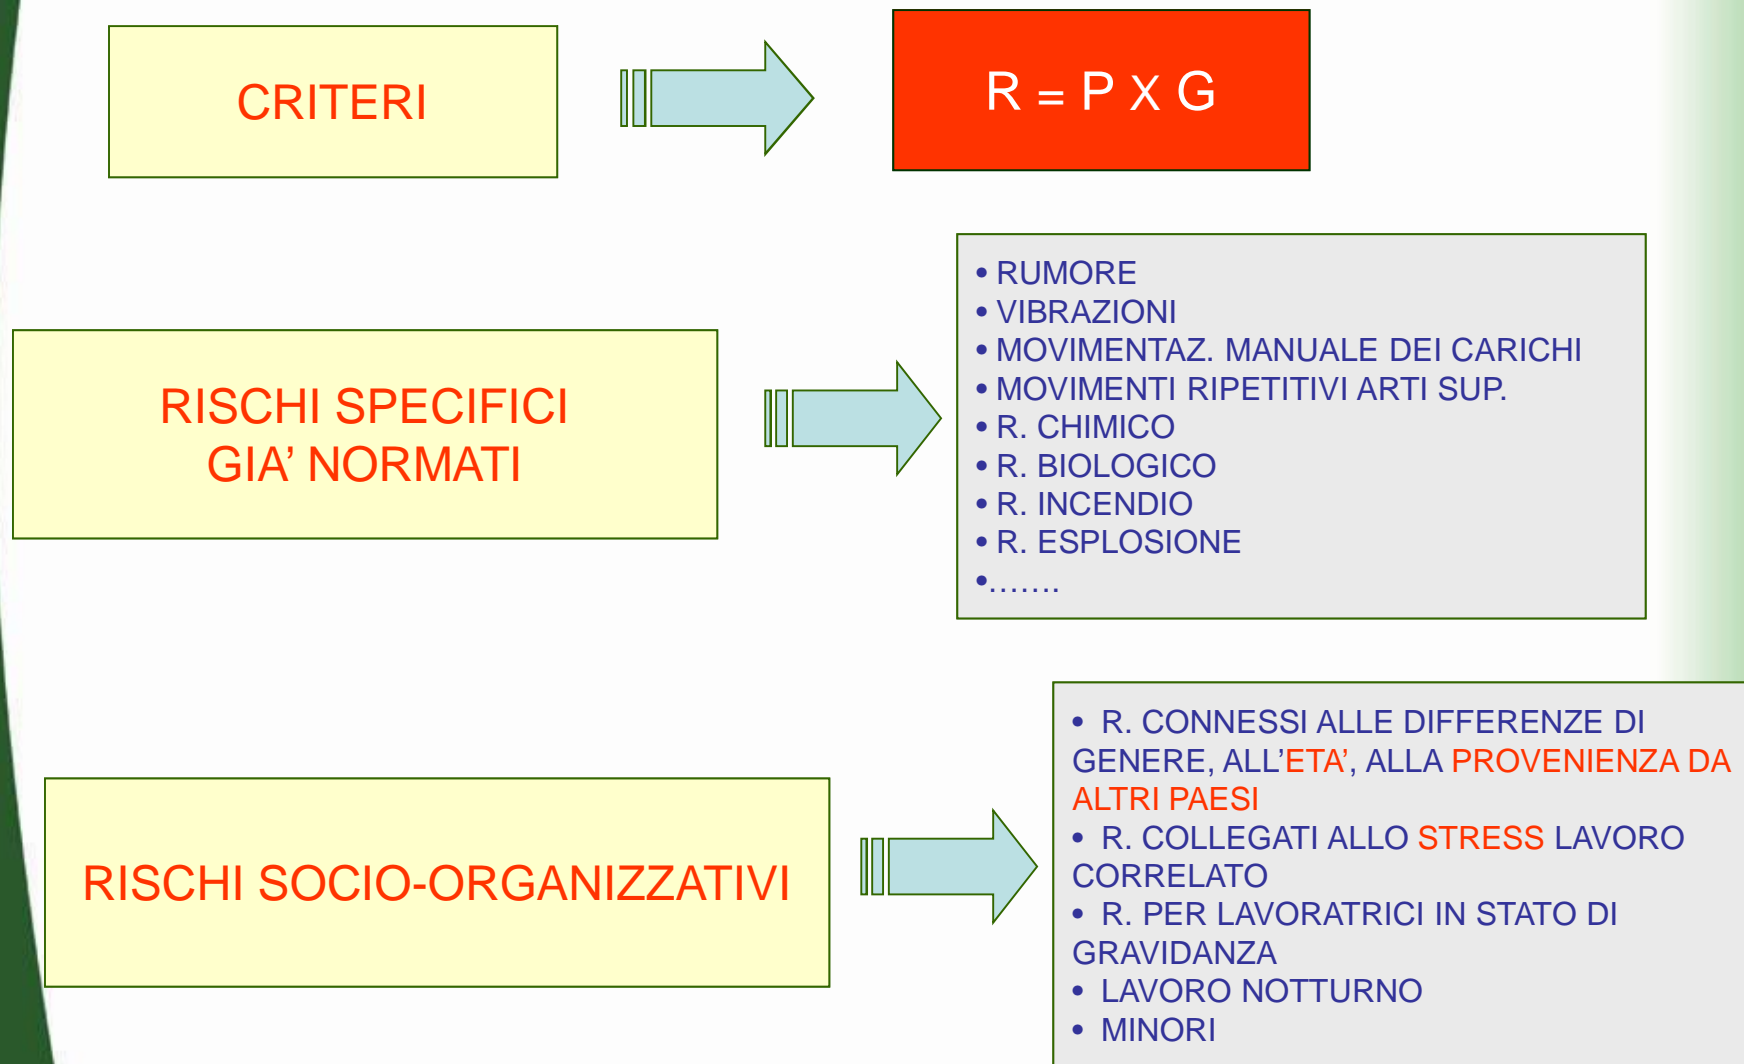 CRITERI
R = P X G
RISCHI SPECIFICI
GIA’ NORMATI
• RUMORE
• VIBRAZIONI
• MOVIMENTAZ. MANUALE DEI CARICHI
• MOVIMENTI RIPETITIVI ARTI SUP.
• R. CHIMICO
• R. BIOLOGICO
• R. INCENDIO
• R. ESPLOSIONE
•…….
RISCHI SOCIO-ORGANIZZATIVI
• R. CONNESSI ALLE DIFFERENZE DI
GENERE, ALL’ETA’, ALLA PROVENIENZA DA
ALTRI PAESI
• R. COLLEGATI ALLO STRESS LAVORO
CORRELATO
• R. PER LAVORATRICI IN STATO DI
GRAVIDANZA
• LAVORO NOTTURNO
• MINORI